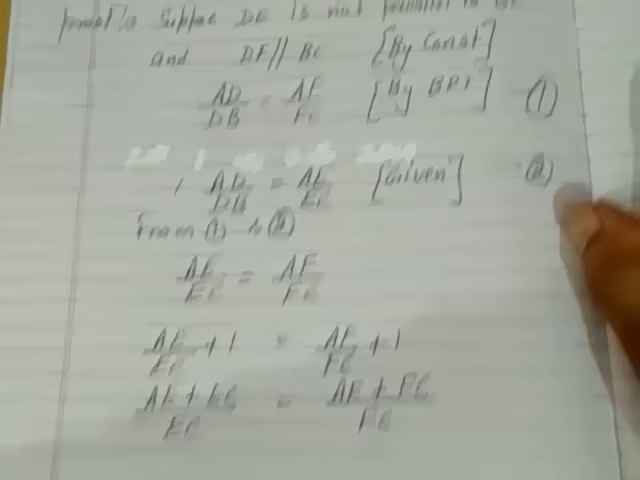 proof: Suppose DE is not parallel to BC
and DF // BC [By Const]
AD/DB = AF/FC [By BPT] (1)
, AD/DB = AE/EC [Given] (2)
From (1) & (2)
AE/EC = AF/FC
AE/EC + 1 = AF/FC + 1
AE + EC/EC = AF + FC/FC